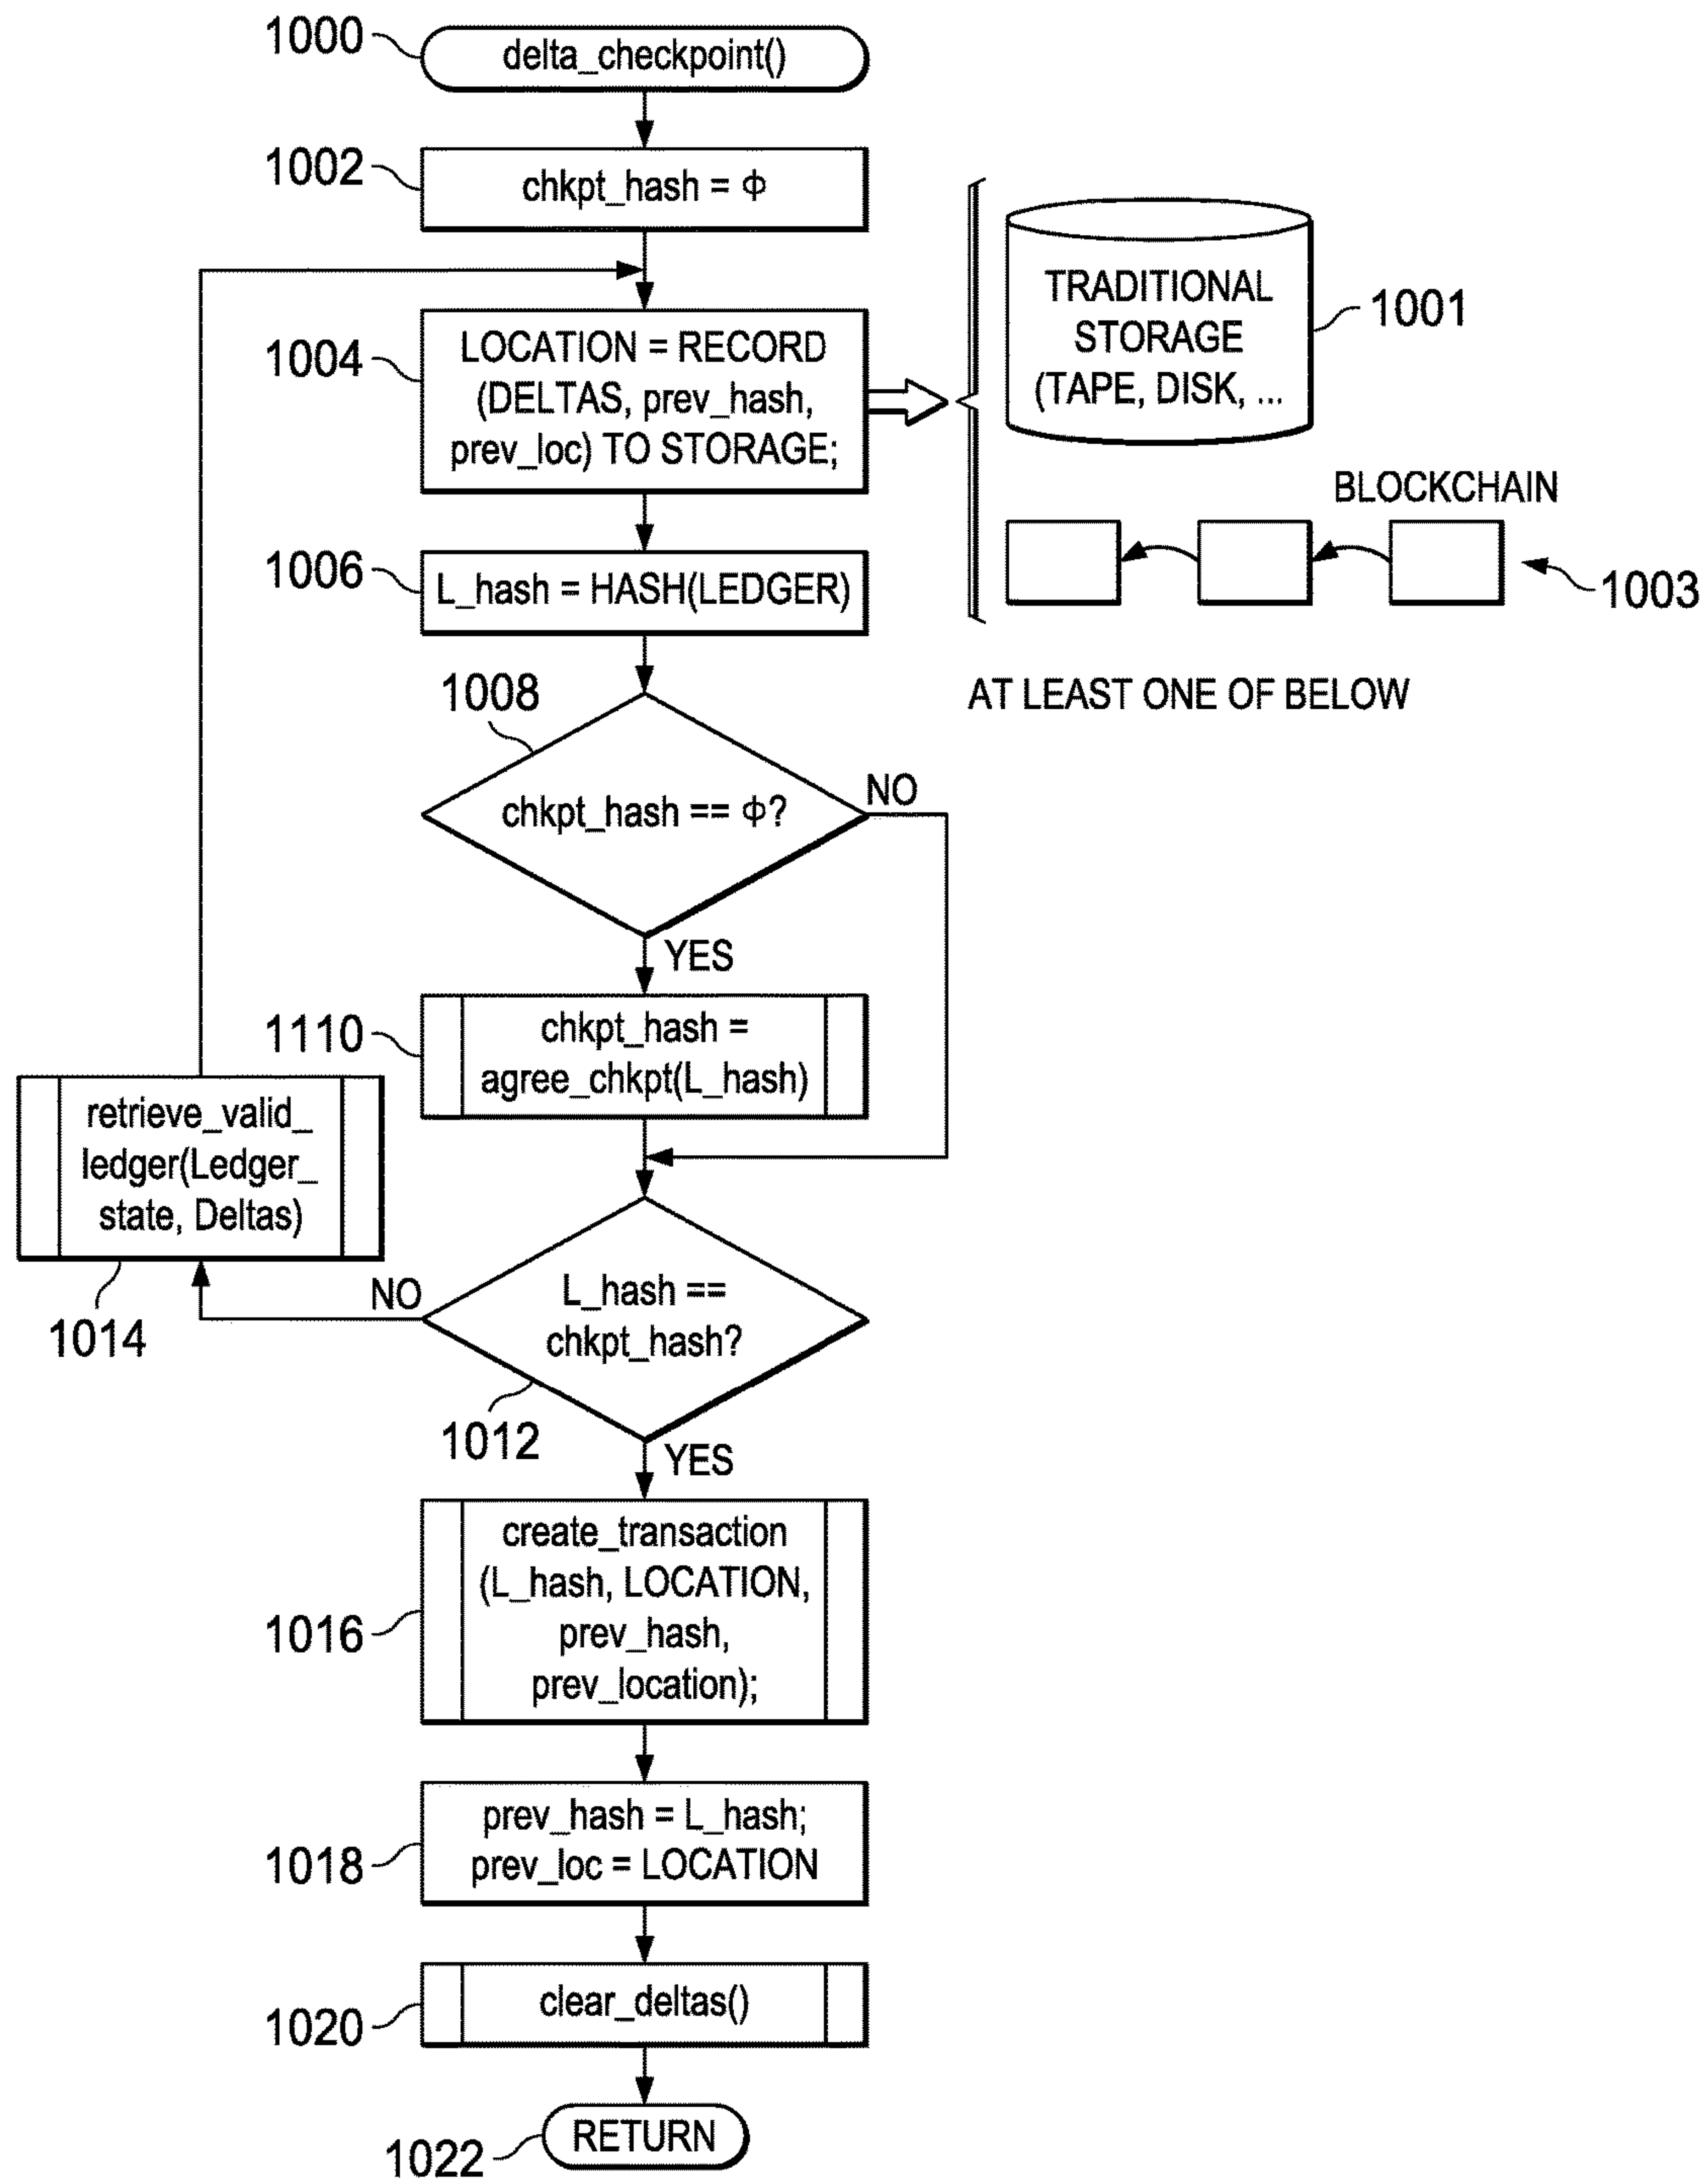 1000
delta_checkpoint()
1002
chkpt_hash = Φ
1004
LOCATION = RECORD
(DELTAS, prev_hash,
prev_loc) TO STORAGE;
TRADITIONAL
STORAGE
(TAPE, DISK, ...
1001
BLOCKCHAIN
1003
AT LEAST ONE OF BELOW
1006
L_hash = HASH(LEDGER)
1008
chkpt_hash == Φ?
NO
YES
1110
chkpt_hash =
agree_chkpt(L_hash)
retrieve_valid_
ledger(Ledger_
state, Deltas)
1014
NO
L_hash ==
chkpt_hash?
1012
YES
1016
create_transaction
(L_hash, LOCATION,
prev_hash,
prev_location);
1018
prev_hash = L_hash;
prev_loc = LOCATION
1020
clear_deltas()
1022
RETURN